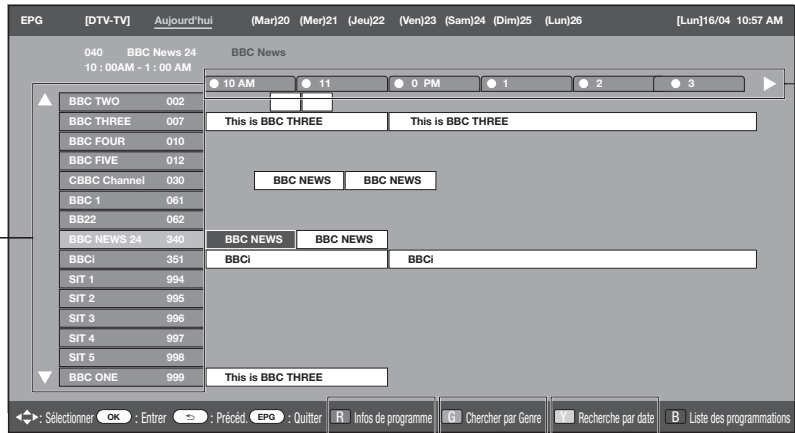 EPG [DTV-TV] Aujourd'hui (Mar)20 (Mer)21 (Jeu)22 (Ven)23 (Sam)24 (Dim)25 (Lun)26 [Lun]16/04 10:57 AM
040 BBC News 24 BBC News
10 : 00AM - 1 : 00 AM
10 AM 11 0 PM 1 2 3
BBC TWO 002
BBC THREE 007 This is BBC THREE This is BBC THREE
BBC FOUR 010
BBC FIVE 012
CBBC Channel 030 BBC NEWS BBC NEWS
BBC 1 061
BB22 062
BBC NEWS 24 340 BBC NEWS BBC NEWS
BBCi 351 BBCi BBCi
SIT 1 994
SIT 2 995
SIT 3 996
SIT 4 997
SIT 5 998
BBC ONE 999 This is BBC THREE
: Sélectionner OK : Entrer : Précéd. EPG : Quitter R Infos de programme G Chercher par Genre Y Recherche par date B Liste des programmations